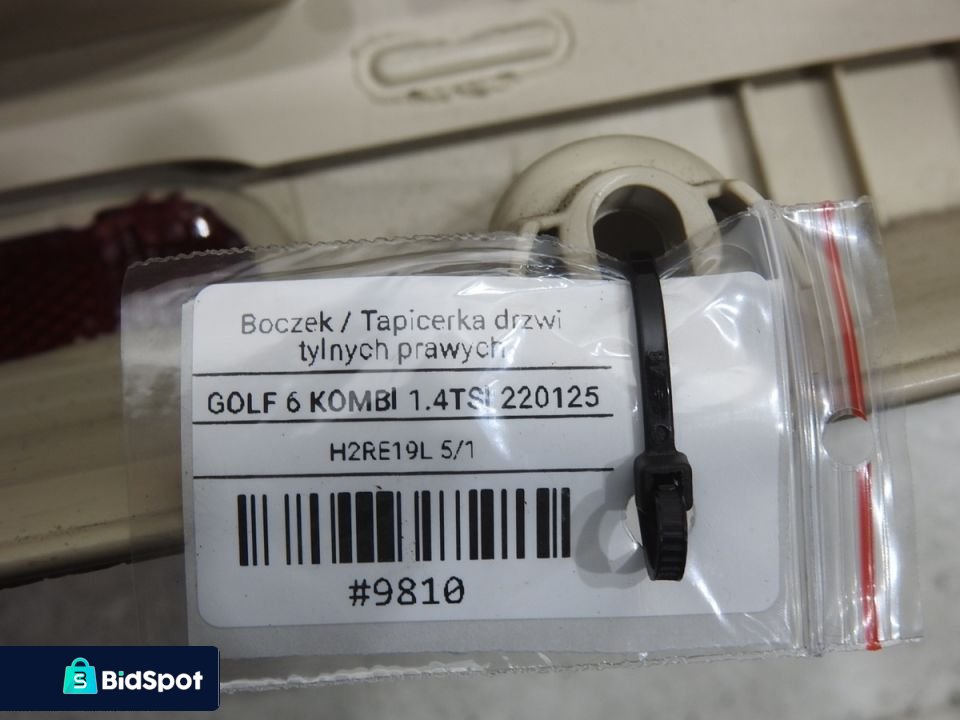 Boczek / Tapicerka drzwi
tylnych prawych
GOLF 6 KOMBI 1.4TSI 220125
H2RE19L 5/1
#9810
BidSpot